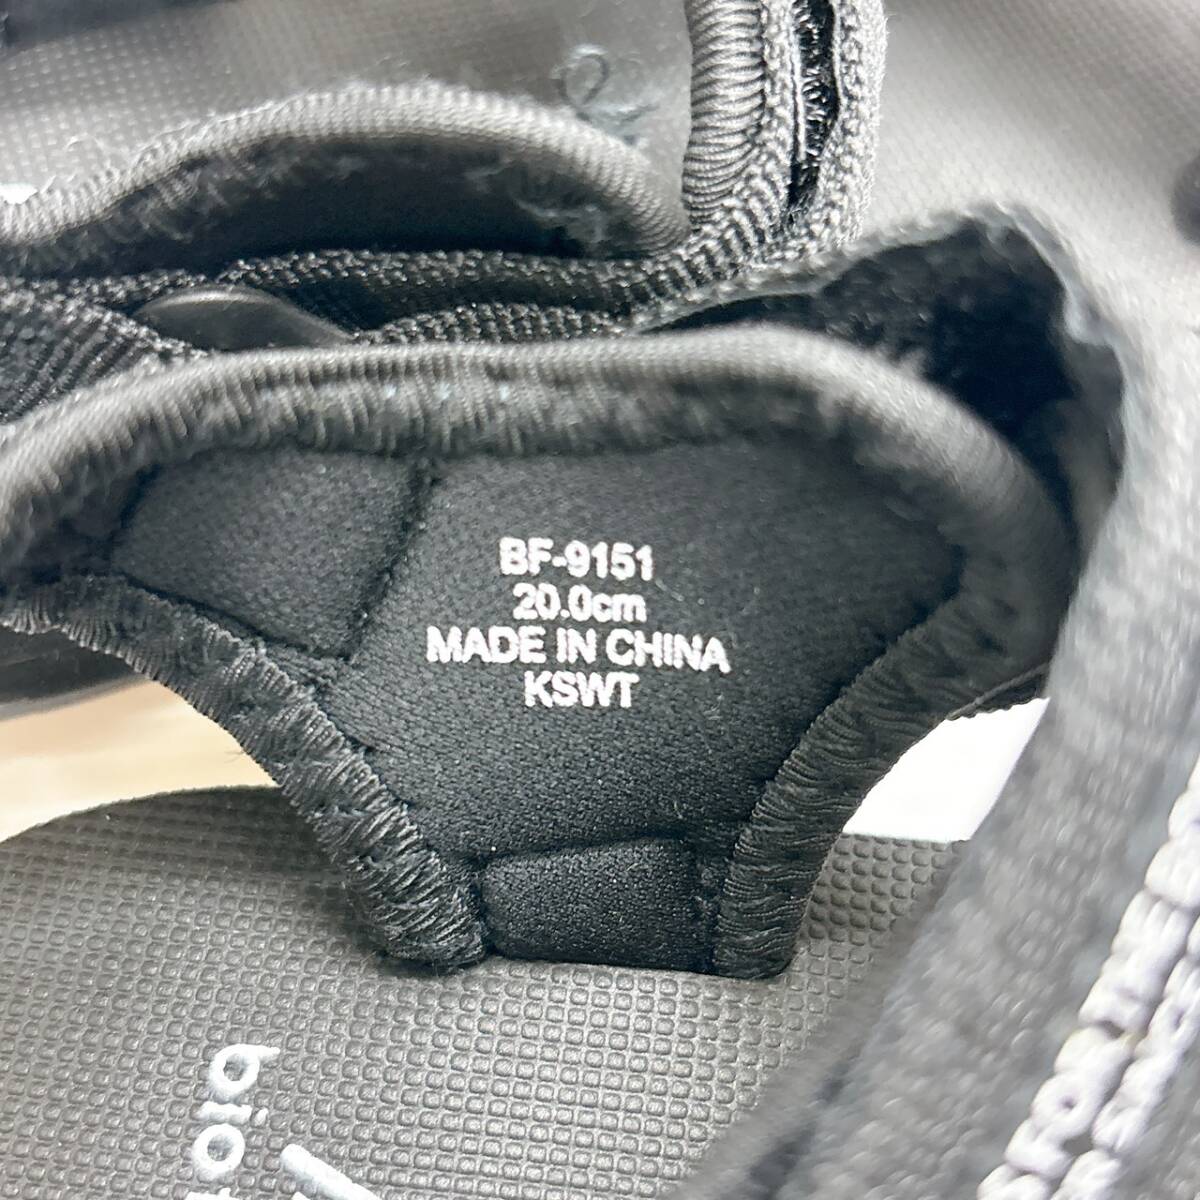 BF-9151
20.0cm
MADE IN CHINA
KSWT